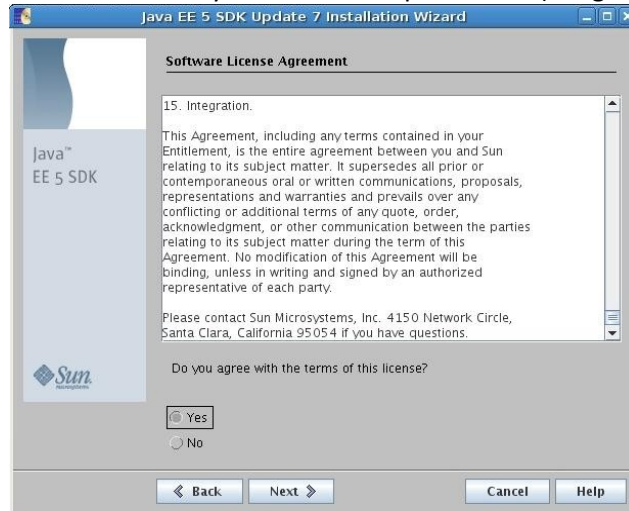 Java EE 5 SDK Update 7 Installation Wizard
Software License Agreement
15. Integration.
This Agreement, including any terms contained in your
Entitlement, is the entire agreement between you and Sun
relating to its subject matter. It supersedes all prior or
contemporaneous oral or written communications, proposals,
representations and warranties and prevails over any
conflicting or additional terms of any quote, order,
acknowledgment, or other communication between the parties
relating to its subject matter during the term of this
Agreement. No modification of this Agreement will be
binding, unless in writing and signed by an authorized
representative of each party.
Please contact Sun Microsystems, Inc. 4150 Network Circle,
Santa Clara, California 95054 if you have questions.
Java™
EE 5 SDK
Sun
microsystems
Do you agree with the terms of this license?
Yes
No
Back
Next
Cancel
Help